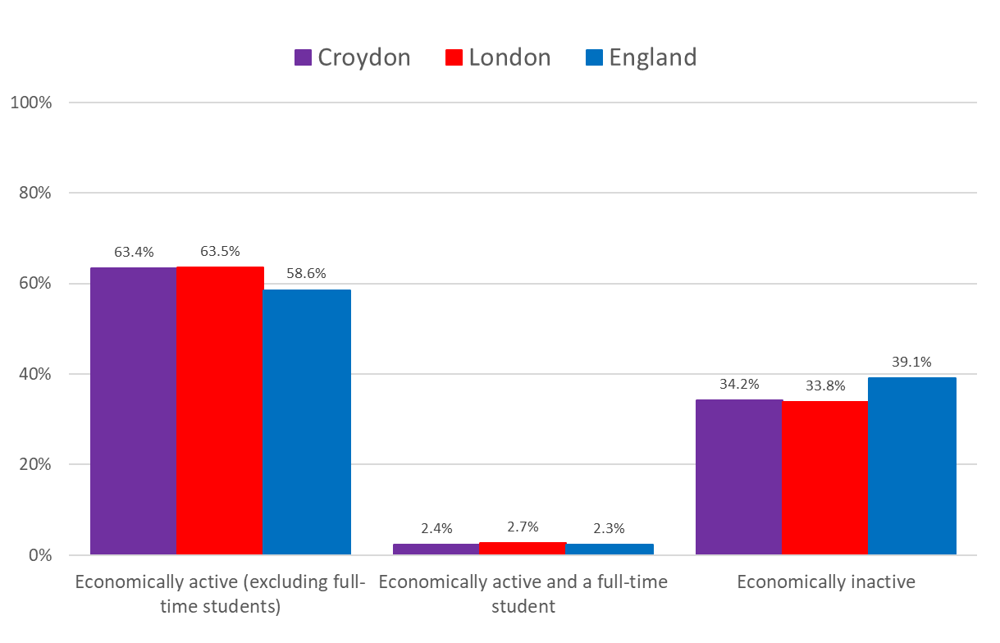 Croydon London England
100%
80%
60%
40%
20%
0%
63.4% 63.5% 58.6%
2.4% 2.7% 2.3%
34.2% 33.8% 39.1%
Economically active (excluding full-
time students)
Economically active and a full-time
student
Economically inactive